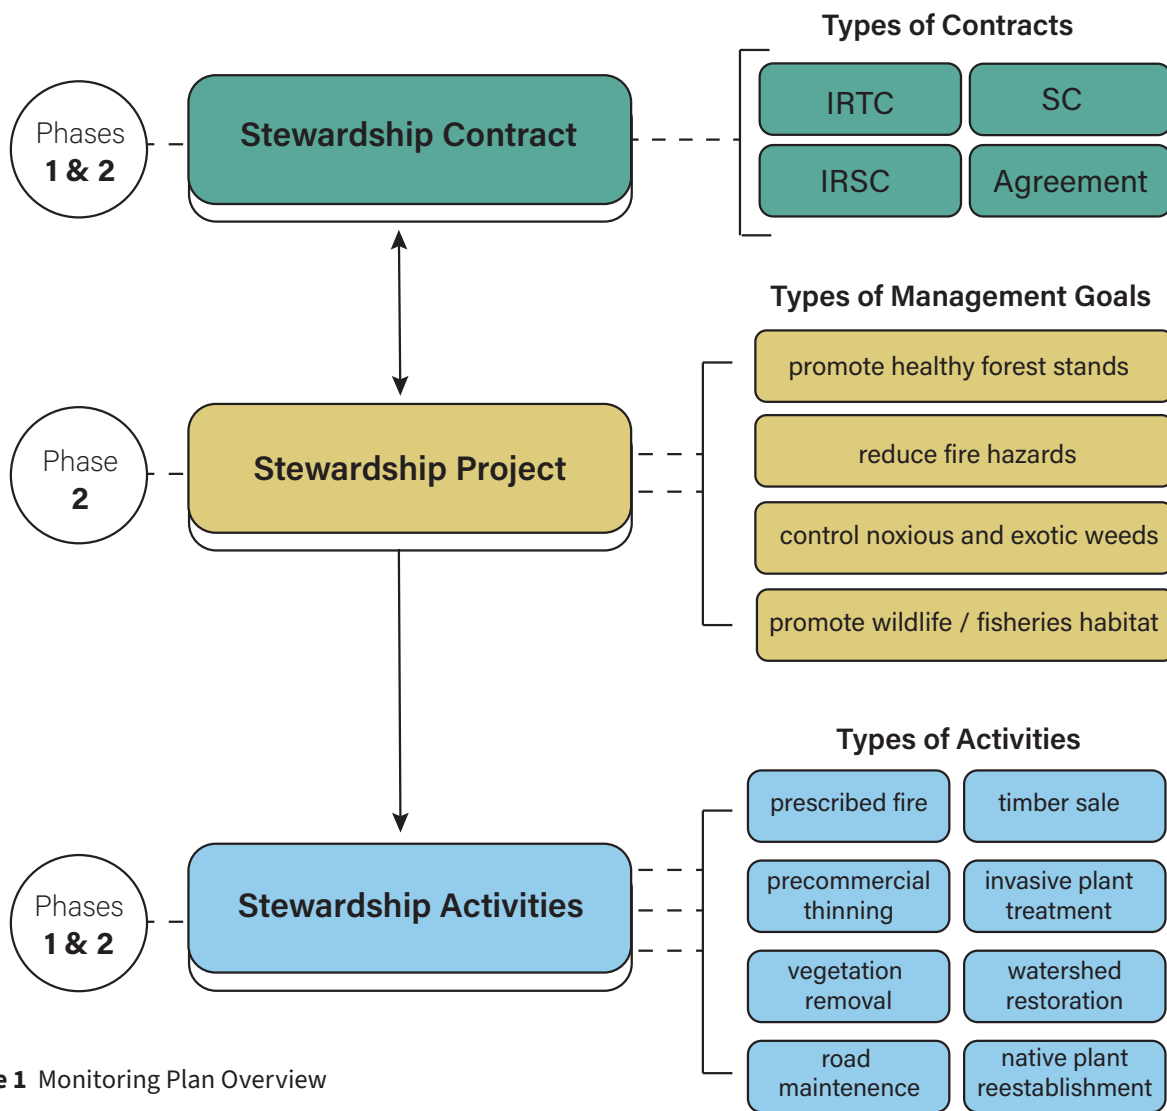 Types of Contracts
Phases
1 & 2
Stewardship Contract
IRTC
SC
IRSC
Agreement
Types of Management Goals
Phase
2
Stewardship Project
promote healthy forest stands
reduce fire hazards
control noxious and exotic weeds
promote wildlife / fisheries habitat
Types of Activities
Phases
1 & 2
Stewardship Activities
prescribed fire
timber sale
precommercial
thinning
invasive plant
treatment
vegetation
removal
watershed
restoration
road
maintenence
native plant
reestablishment
e 1 Monitoring Plan Overview